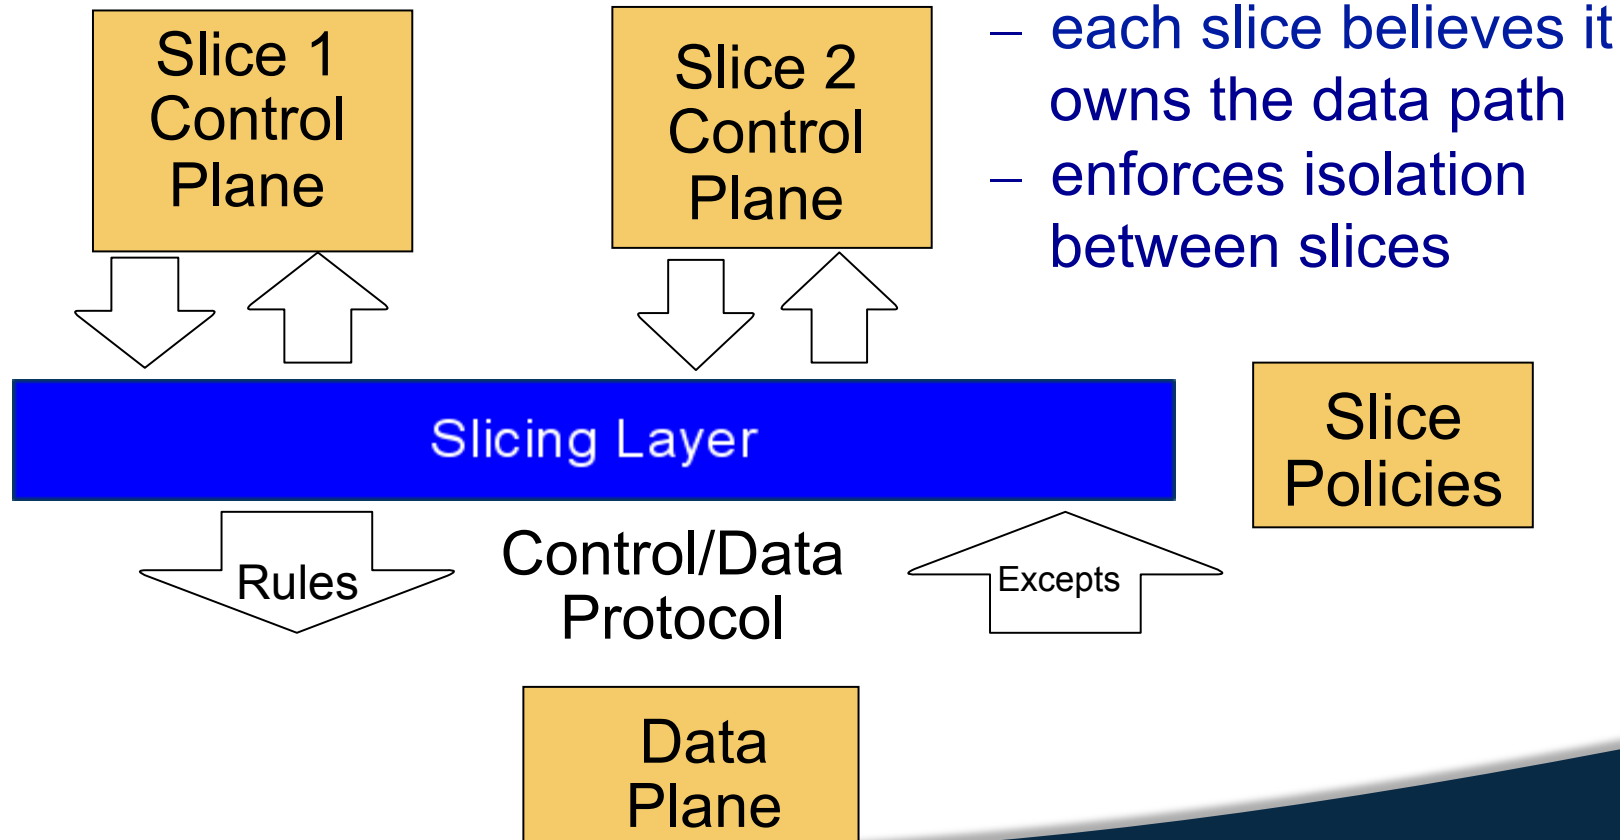 Slice 1
Control
Plane
Slice 2
Control
Plane
– each slice believes it
owns the data path
– enforces isolation
between slices
Slicing Layer
Slice
Policies
Rules
Control/Data
Protocol
Excepts
Data
Plane